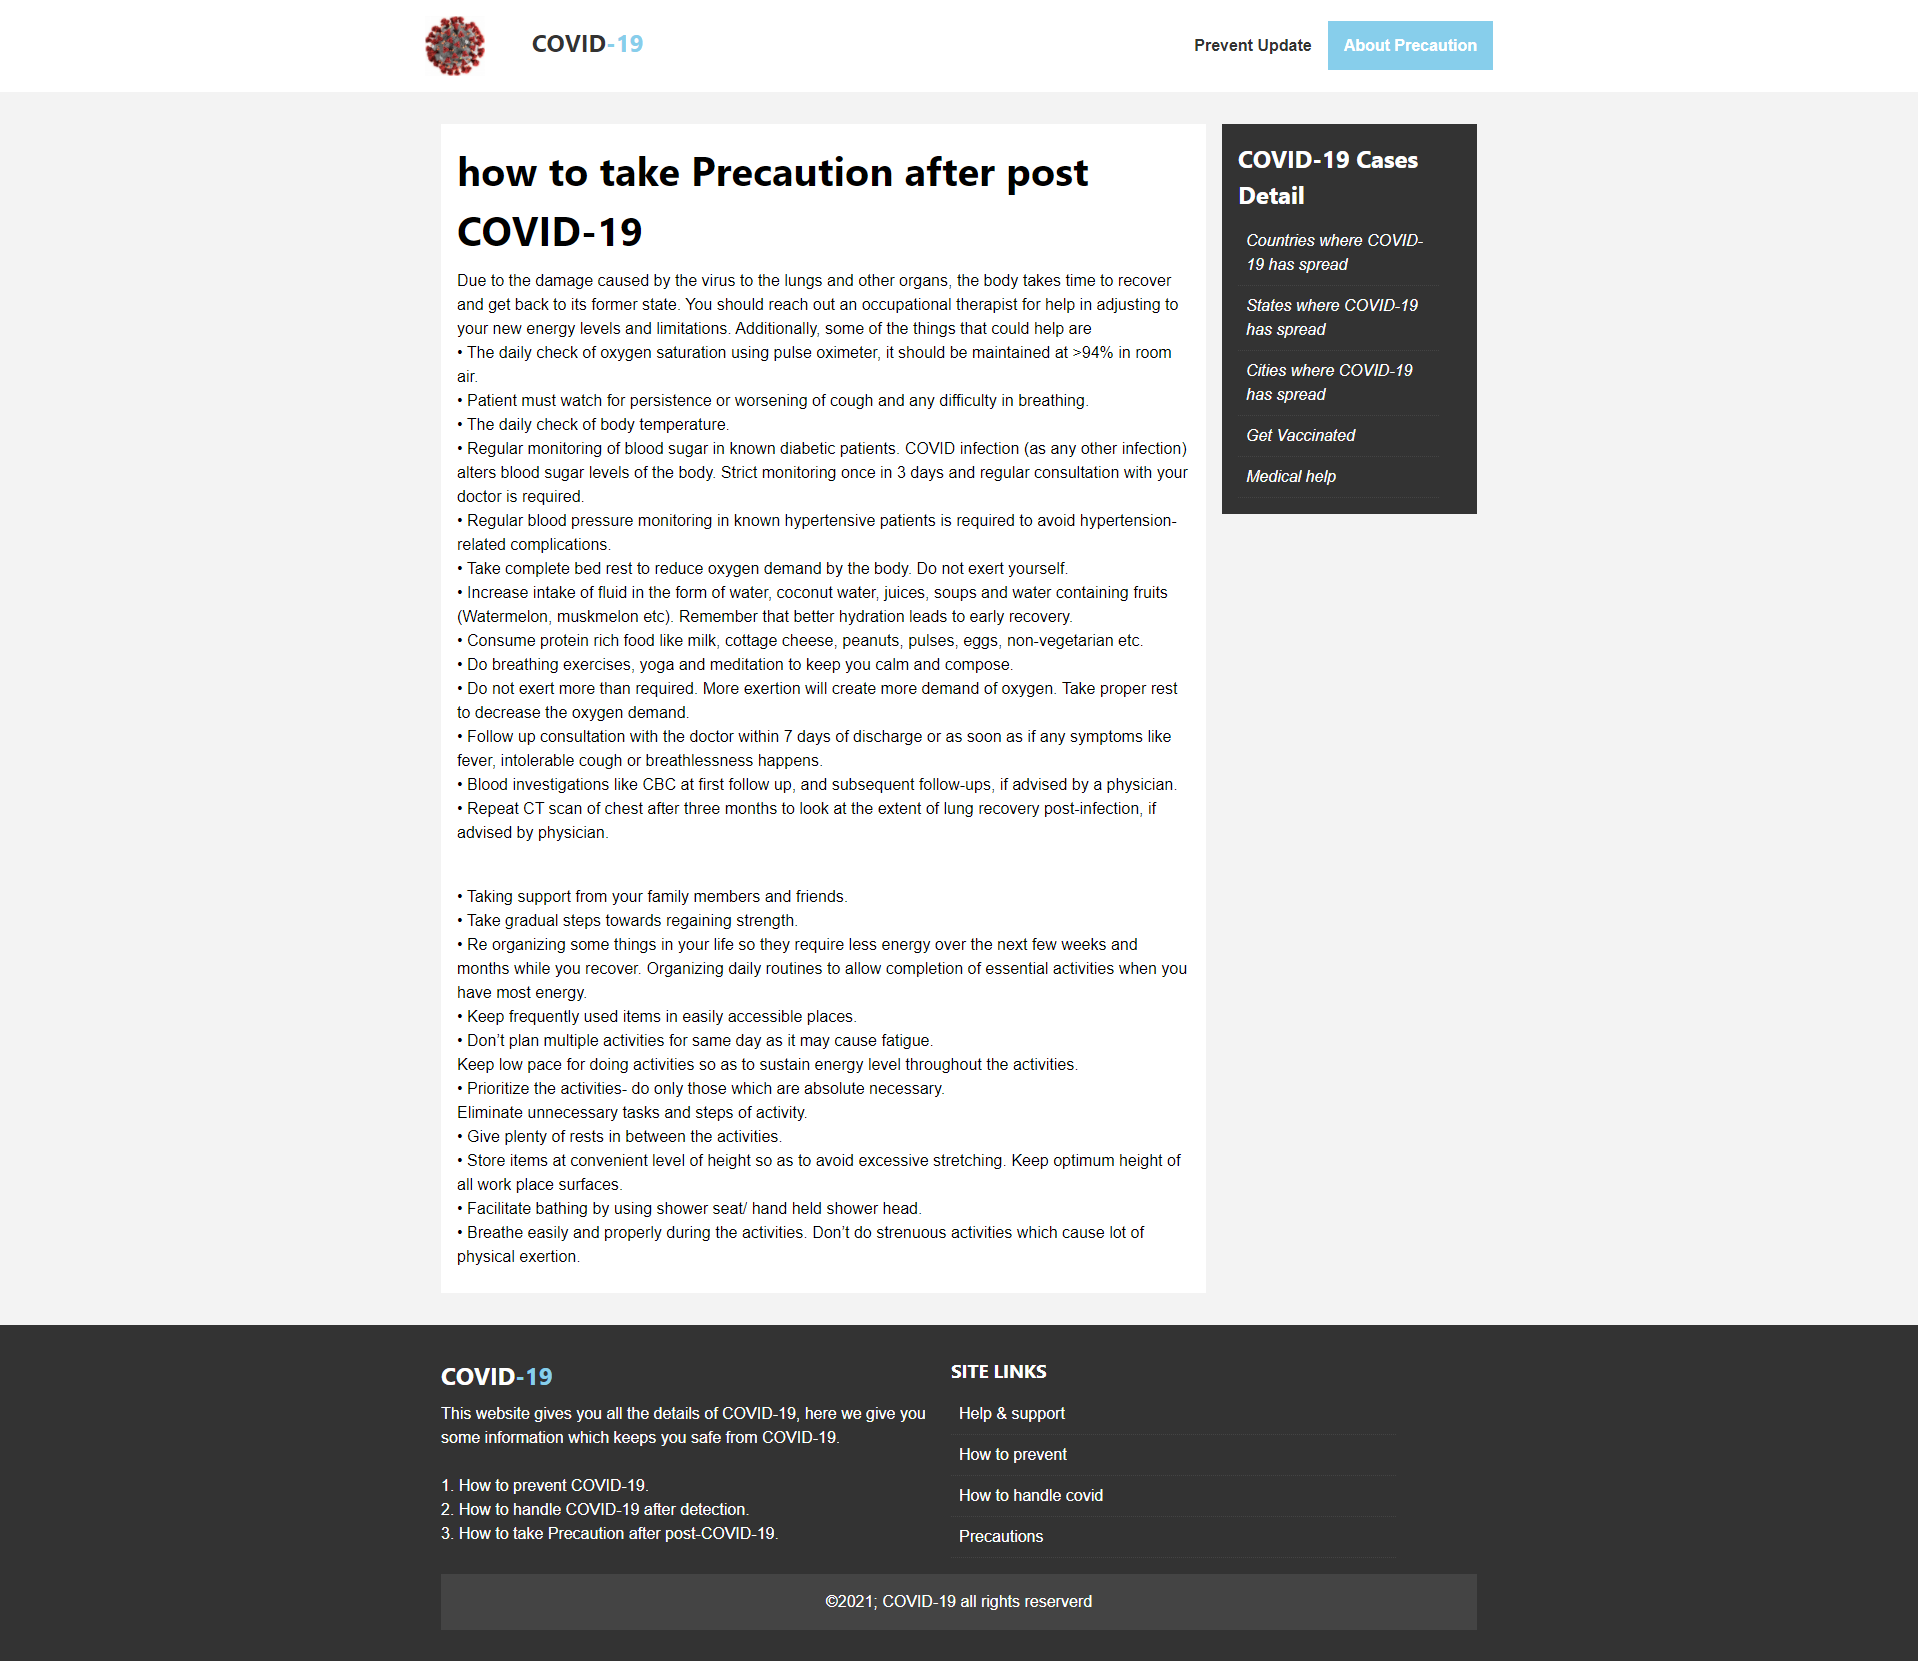 COVID-19
Prevent Update
About Precaution
how to take Precaution after post
COVID-19
Due to the damage caused by the virus to the lungs and other organs, the body takes time to recover
and get back to its former state. You should reach out an occupational therapist for help in adjusting to
your new energy levels and limitations. Additionally, some of the things that could help are
• The daily check of oxygen saturation using pulse oximeter, it should be maintained at >94% in room
air.
• Patient must watch for persistence or worsening of cough and any difficulty in breathing.
• The daily check of body temperature.
• Regular monitoring of blood sugar in known diabetic patients. COVID infection (as any other infection)
alters blood sugar levels of the body. Strict monitoring once in 3 days and regular consultation with your
doctor is required.
• Regular blood pressure monitoring in known hypertensive patients is required to avoid hypertension-
related complications.
• Take complete bed rest to reduce oxygen demand by the body. Do not exert yourself.
• Increase intake of fluid in the form of water, coconut water, juices, soups and water containing fruits
(Watermelon, muskmelon etc). Remember that better hydration leads to early recovery.
• Consume protein rich food like milk, cottage cheese, peanuts, pulses, eggs, non-vegetarian etc.
• Do breathing exercises, yoga and meditation to keep you calm and compose.
• Do not exert more than required. More exertion will create more demand of oxygen. Take proper rest
to decrease the oxygen demand.
• Follow up consultation with the doctor within 7 days of discharge or as soon as if any symptoms like
fever, intolerable cough or breathlessness happens.
• Blood investigations like CBC at first follow up, and subsequent follow-ups, if advised by a physician.
• Repeat CT scan of chest after three months to look at the extent of lung recovery post-infection, if
advised by physician.
• Taking support from your family members and friends.
• Take gradual steps towards regaining strength.
• Re organizing some things in your life so they require less energy over the next few weeks and
months while you recover. Organizing daily routines to allow completion of essential activities when you
have most energy.
• Keep frequently used items in easily accessible places.
• Don’t plan multiple activities for same day as it may cause fatigue.
Keep low pace for doing activities so as to sustain energy level throughout the activities.
• Prioritize the activities- do only those which are absolute necessary.
Eliminate unnecessary tasks and steps of activity.
• Give plenty of rests in between the activities.
• Store items at convenient level of height so as to avoid excessive stretching. Keep optimum height of
all work place surfaces.
• Facilitate bathing by using shower seat/ hand held shower head.
• Breathe easily and properly during the activities. Don’t do strenuous activities which cause lot of
physical exertion.
COVID-19 Cases
Detail
Countries where COVID-
19 has spread
States where COVID-19
has spread
Cities where COVID-19
has spread
Get Vaccinated
Medical help
COVID-19
This website gives you all the details of COVID-19, here we give you
some information which keeps you safe from COVID-19.
1. How to prevent COVID-19.
2. How to handle COVID-19 after detection.
3. How to take Precaution after post-COVID-19.
SITE LINKS
Help & support
How to prevent
How to handle covid
Precautions
©2021; COVID-19 all rights reserverd